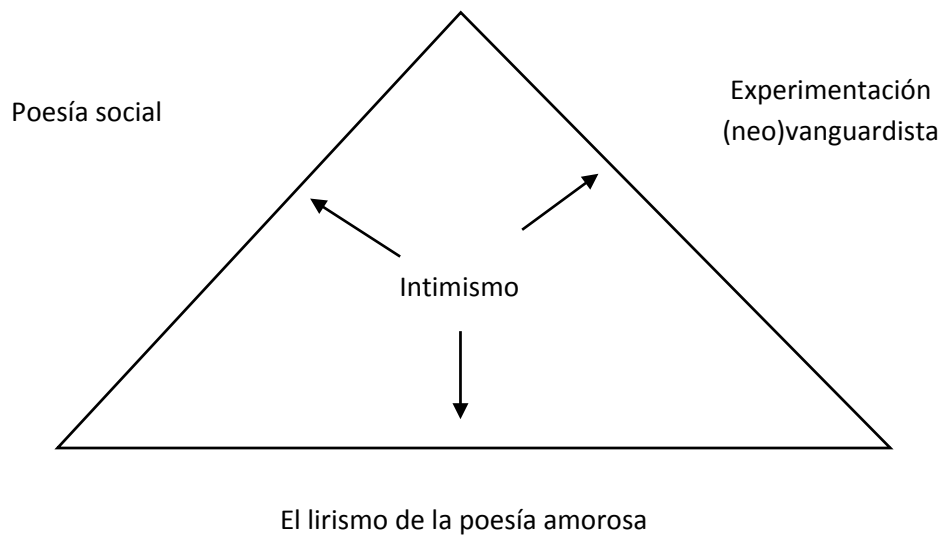 Poesía social
Experimentación
(neo)vanguardista
Intimismo
El lirismo de la poesía amorosa